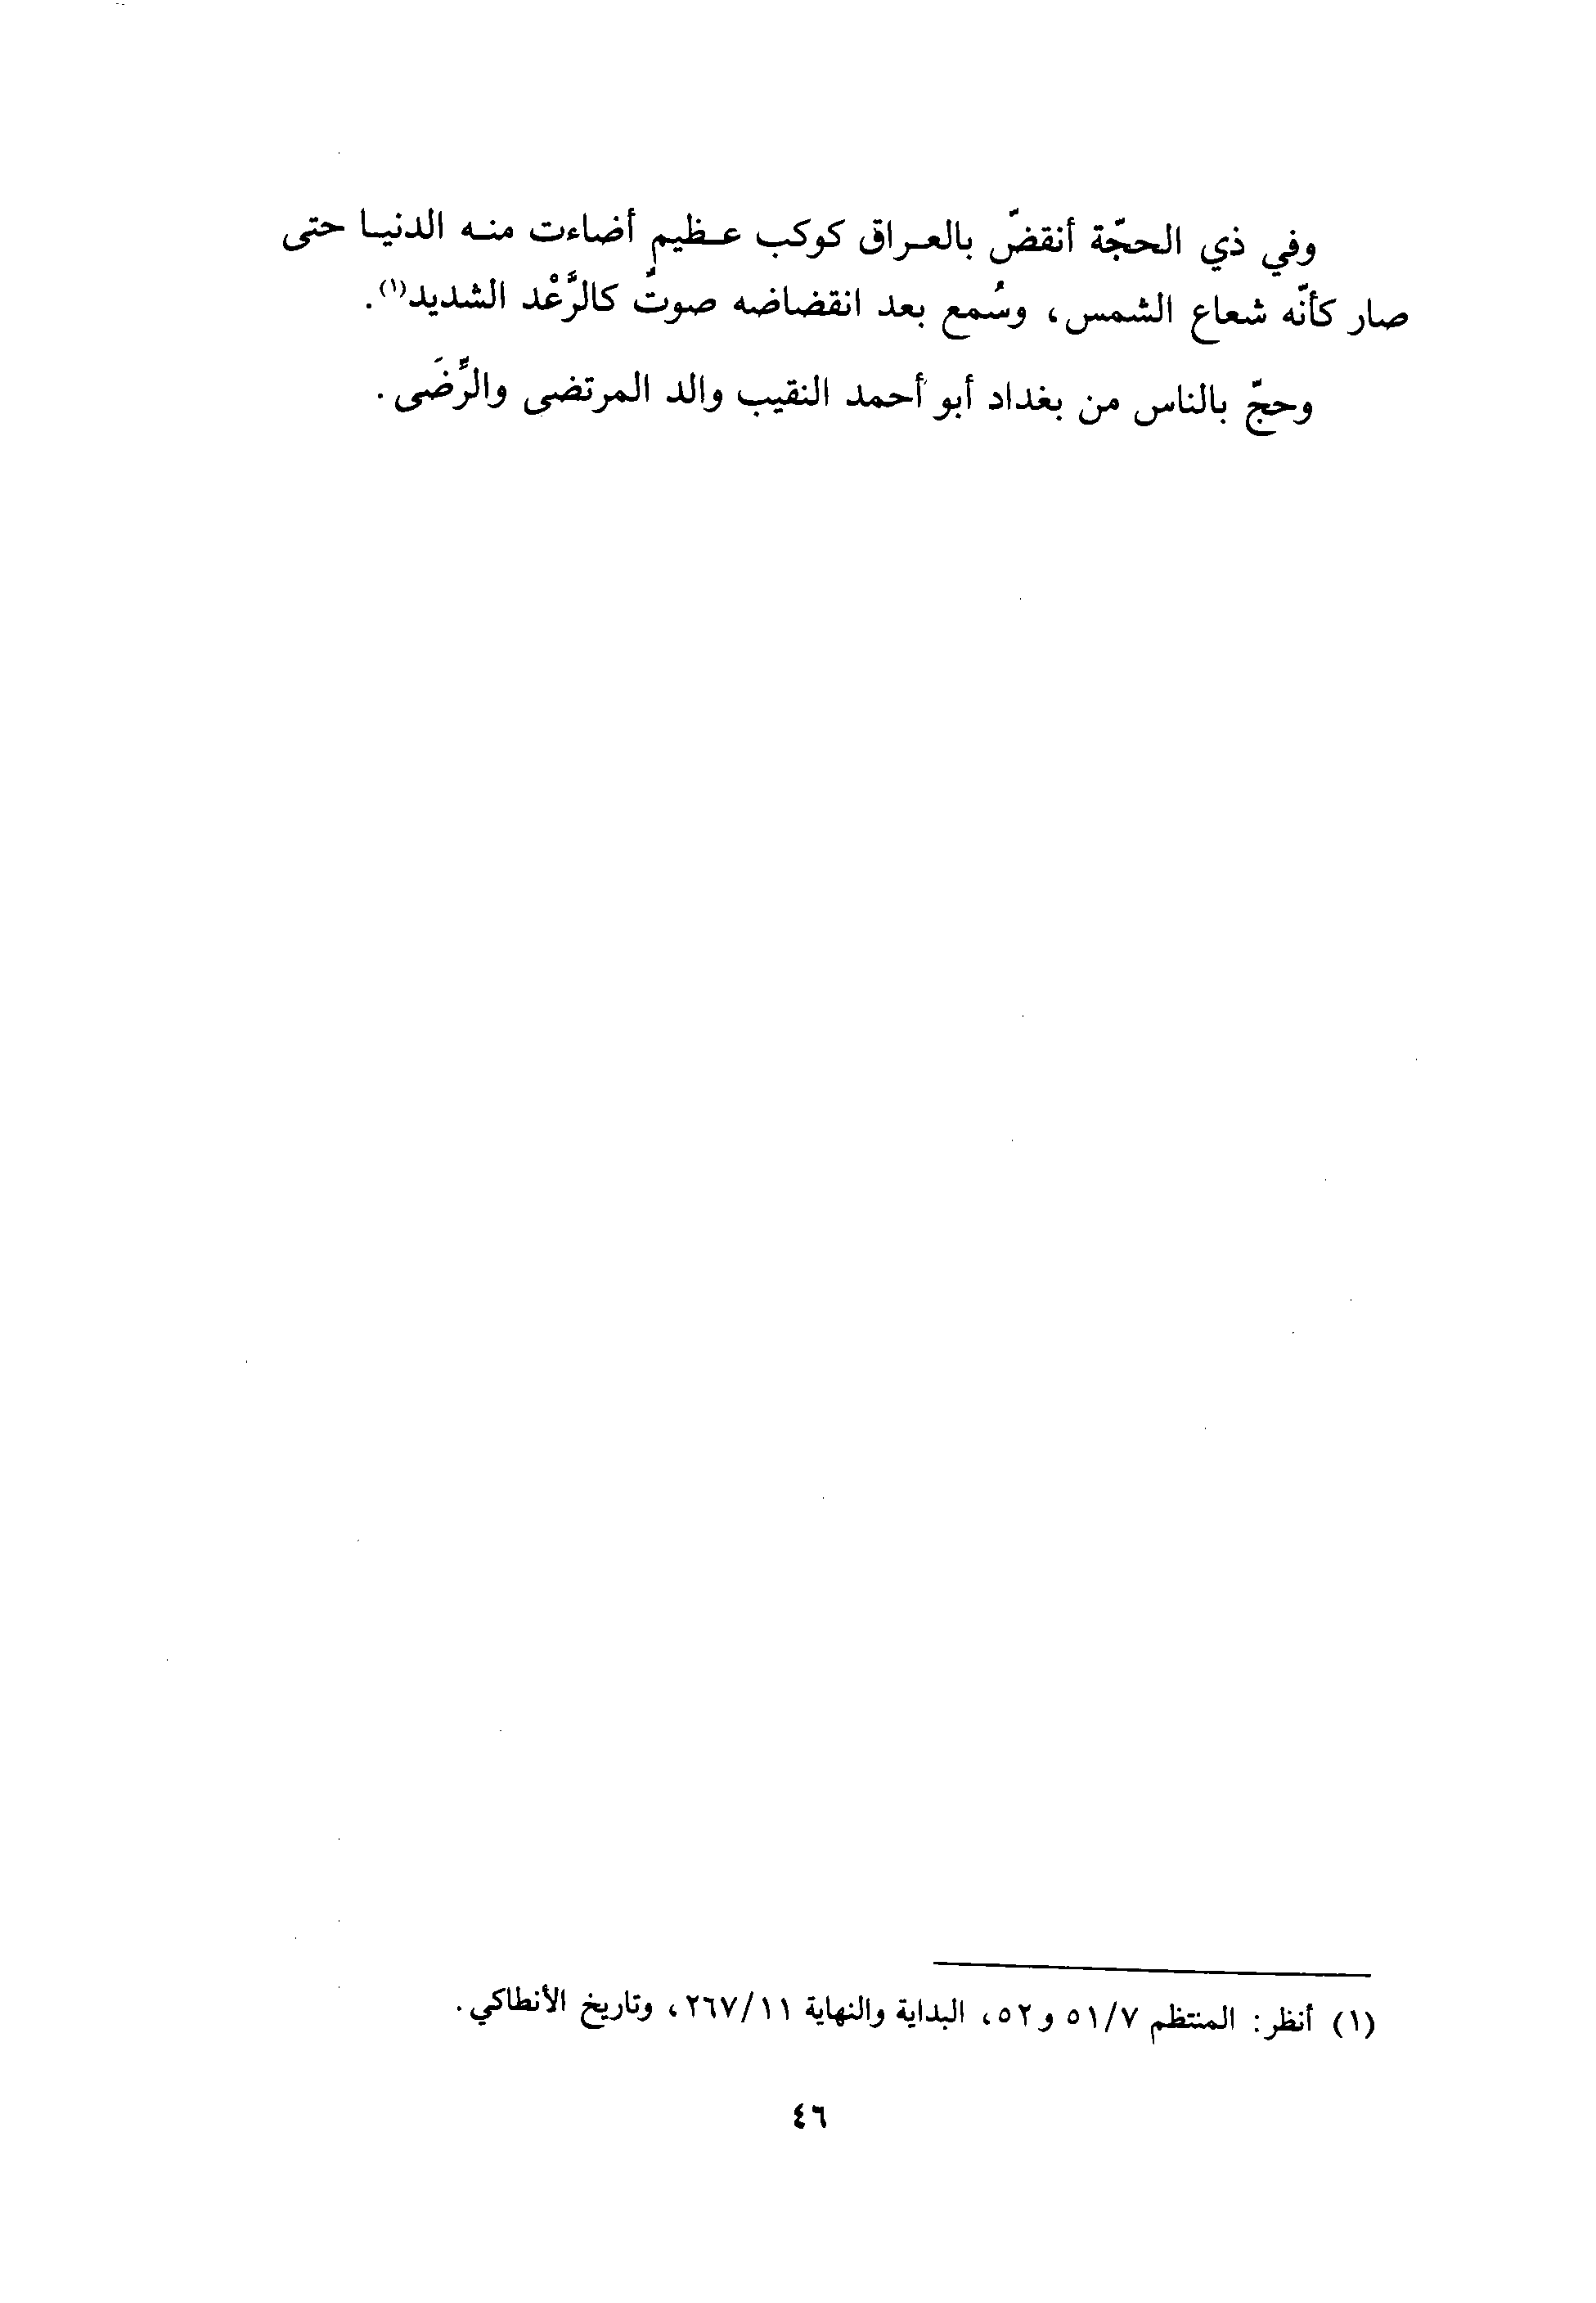 وفي ذي الحجّة أنقضّ بالعراق كوكب عظيم أضاءت منه الدنيا حتى
صار كأنّه شعاع الشمس، وسُمع بعد انقضاضه صوتٌ كالرَّعْد الشديد(١).
وحجّ بالناس من بغداد أبو أحمد النقيب والد المرتضى والرِّضَى.
(١) أنظر: المنتظم ٥١/٧ و٥٢، البداية والنهاية ٢٦٧/١١، وتاريخ الأنطاكي.
٤٦